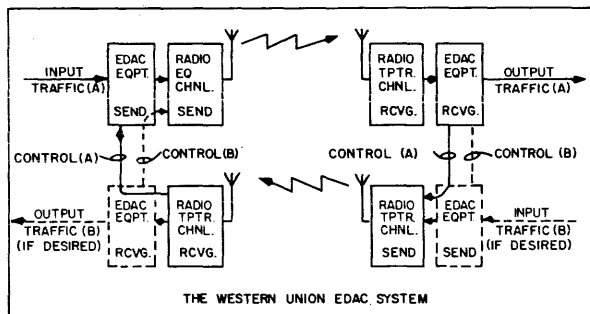 EDAC
EQPT.
SEND
RADIO
EQ
CHNL.
SEND
INPUT
TRAFFIC (A)
RADIO
TPTR.
CHNL.
RCVG.
EDAC
EQPT.
RCVG.
OUTPUT
TRAFFIC (A)
CONTROL (A)
CONTROL (B)
CONTROL (A)
CONTROL (B)
OUTPUT
TRAFFIC (B)
(IF DESIRED)
EDAC
EQPT.
RCVG.
RADIO
TPTR.
CHNL.
RCVG.
RADIO
TPTR.
CHNL.
SEND
EDAC
EQPT.
SEND
INPUT
TRAFFIC (B)
(IF DESIRED)
THE WESTERN UNION EDAC SYSTEM